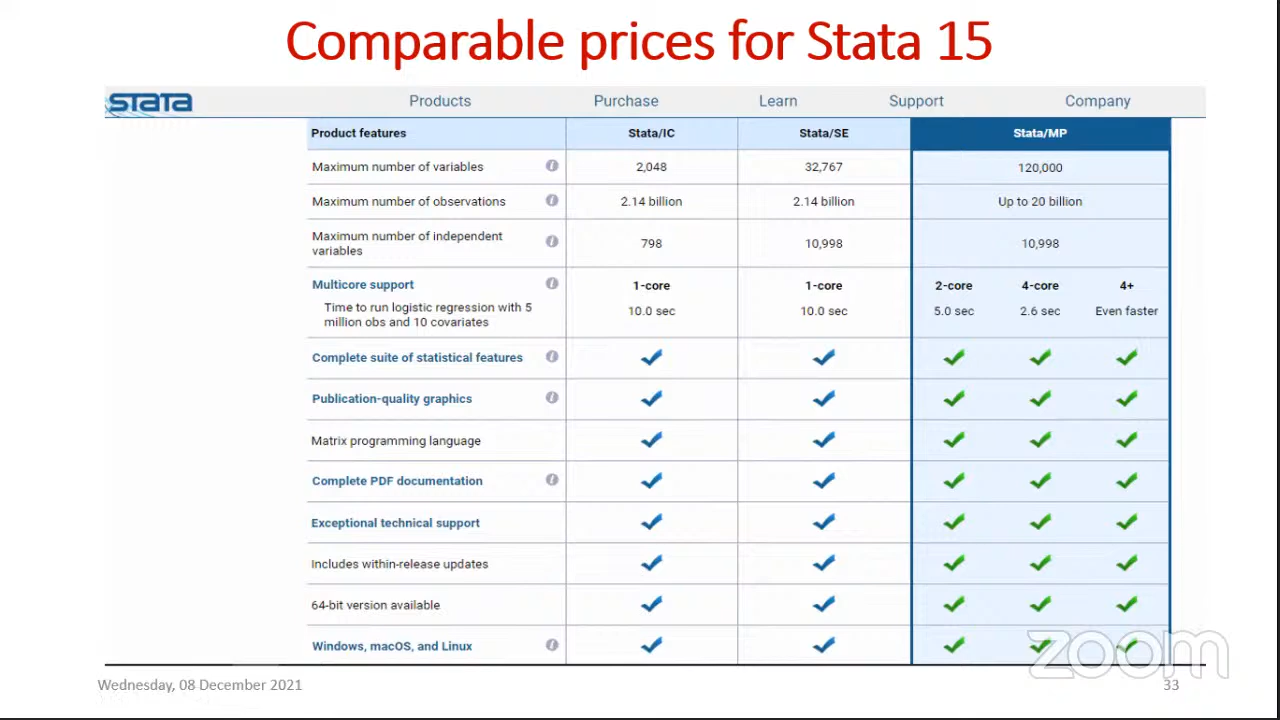 Comparable prices for Stata 15
stata Products Purchase Learn Support Company
Product features Stata/IC Stata/SE Stata/MP
Maximum number of variables i 2,048 32,767 120,000
Maximum number of observations i 2.14 billion 2.14 billion Up to 20 billion
Maximum number of independent
variables i 798 10,998 10,998
Multicore support i 1-core 1-core 2-core 4-core 4+
Time to run logistic regression with 5
million obs and 10 covariates 10.0 sec 10.0 sec 5.0 sec 2.6 sec Even faster
Complete suite of statistical features i
Publication-quality graphics i
Matrix programming language
Complete PDF documentation i
Exceptional technical support
Includes within-release updates
64-bit version available
Windows, macOS, and Linux i
zoom
Wednesday, 08 December 2021 33